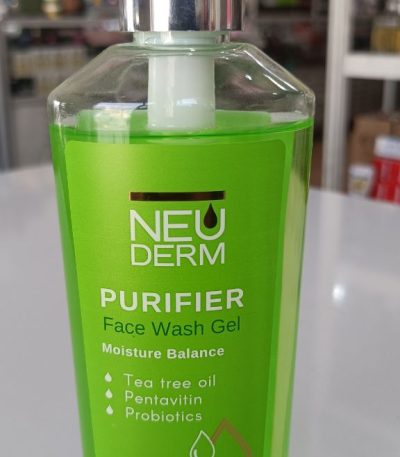 NEU
DERM
PURIFIER
Face Wash Gel
Moisture Balance
Tea tree oil
Pentavitin
Probiotics